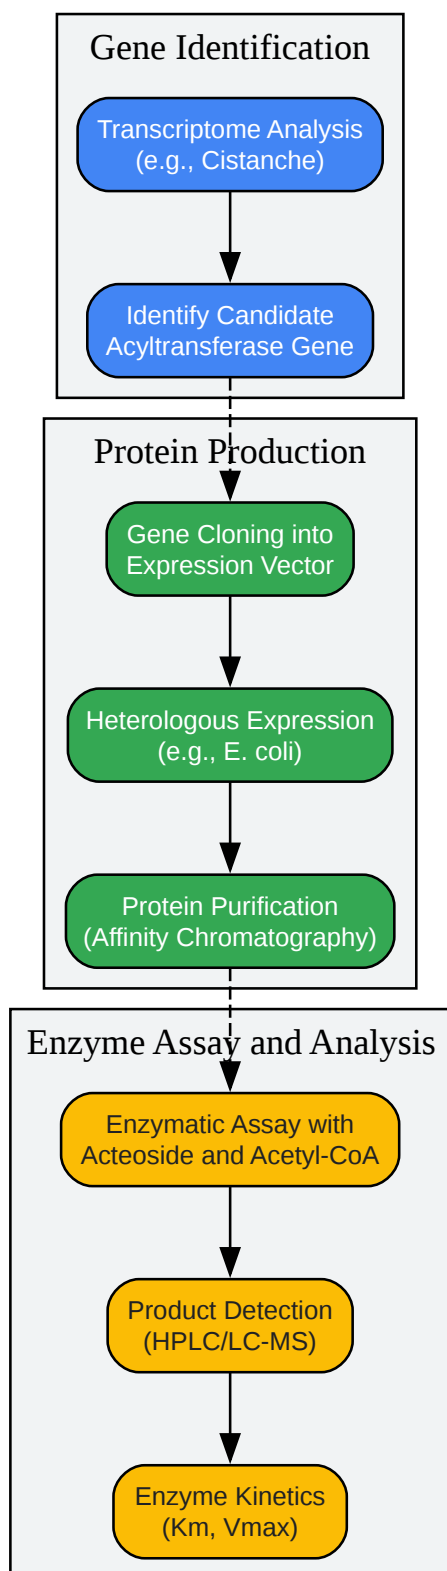 Gene Identification
Transcriptome Analysis
(e.g., Cistanche)
Identify Candidate
Acyltransferase Gene
Protein Production
Gene Cloning into
Expression Vector
Heterologous Expression
(e.g., E. coli)
Protein Purification
(Affinity Chromatography)
Enzyme Assay and Analysis
Enzymatic Assay with
Acteoside and Acetyl-CoA
Product Detection
(HPLC/LC-MS)
Enzyme Kinetics
(Km, Vmax)